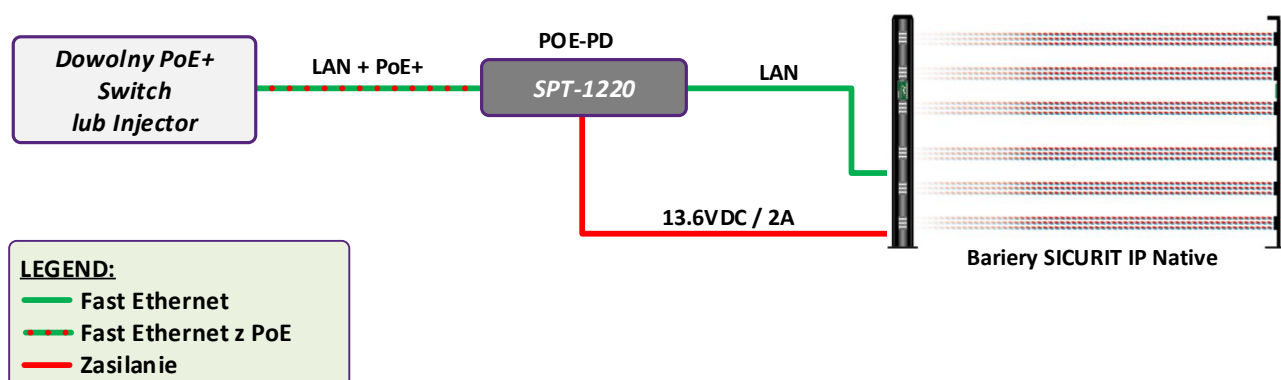 Dowolny PoE+
Switch
lub Injector
LAN + PoE+
POE-PD
SPT-1220
LAN
13.6VDC / 2A
Bariery SICURIT IP Native
LEGEND:
Fast Ethernet
Fast Ethernet z PoE
Zasilanie